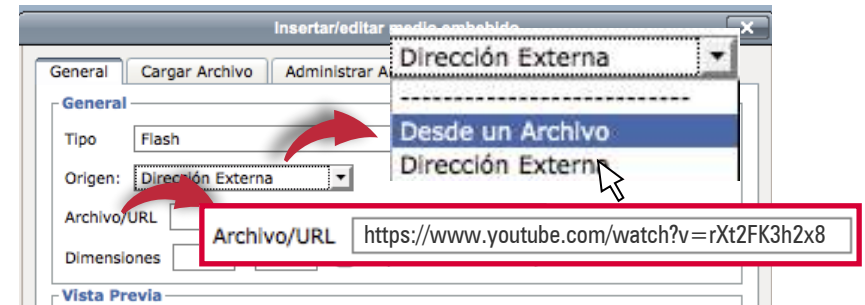 Insertar/editar medio embebido
General Cargar Archivo Administrar A
General
Tipo Flash
Origen: Dirección Externa
Archivo/URL
Dimensiones
Vista Previa
Dirección Externa
---------------------------
Desde un Archivo
Dirección Externa
Archivo/URL https://www.youtube.com/watch?v=rXt2FK3h2x8